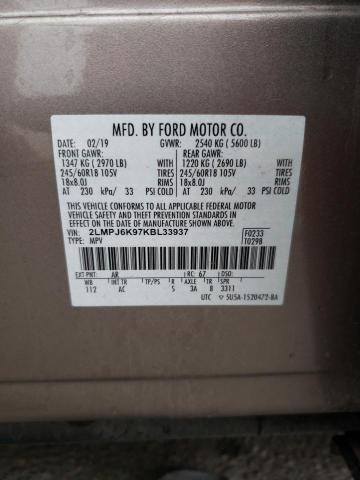 MFD. BY FORD MOTOR CO.
DATE: 02/19 GVWR: 2540 KG ( 5600 LB)
FRONT GAWR: REAR GAWR:
1347 KG ( 2970 LB) WITH 1220 KG ( 2690 LB) WITH
245/60R18 105V TIRES 245/60R18 105V TIRES
18x8.0J RIMS 18x8.0J RIMS
AT 230 kPa/ 33 PSI COLD AT 230 kPa/ 33 PSI COLD
THIS VEHICLE CONFORMS TO ALL APPLICABLE FEDERAL MOTOR
VEHICLE SAFETY AND THEFT PREVENTION STANDARDS IN EFFECT
ON THE DATE OF MANUFACTURE SHOWN ABOVE.
VIN: 2LMPJ6K97KBL33937 F0233
TYPE: MPV T0298
EXT PNT: AR RC: 67 DSO:
WB INT TR TP/PS R AXLE TR SPR
112 AC 5 3A 8 3311
UTC 5U5A-1520472-BA